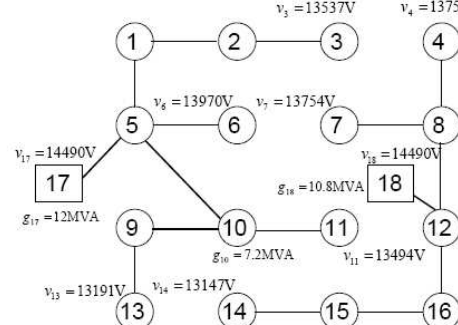 v₃ = 13537V v₄ = 1375
1 2 3 4
v₆ = 13970V v₇ = 13754V
5 6 7 8
v₁₇ = 14490V v₁₈ = 14490V
17 18
g₁₇ = 12MVA g₁₈ = 10.8MVA
9 10 11 12
g₁₀ = 7.2MVA v₁₁ = 13494V
v₁₃ = 13191V v₁₄ = 13147V
13 14 15 16